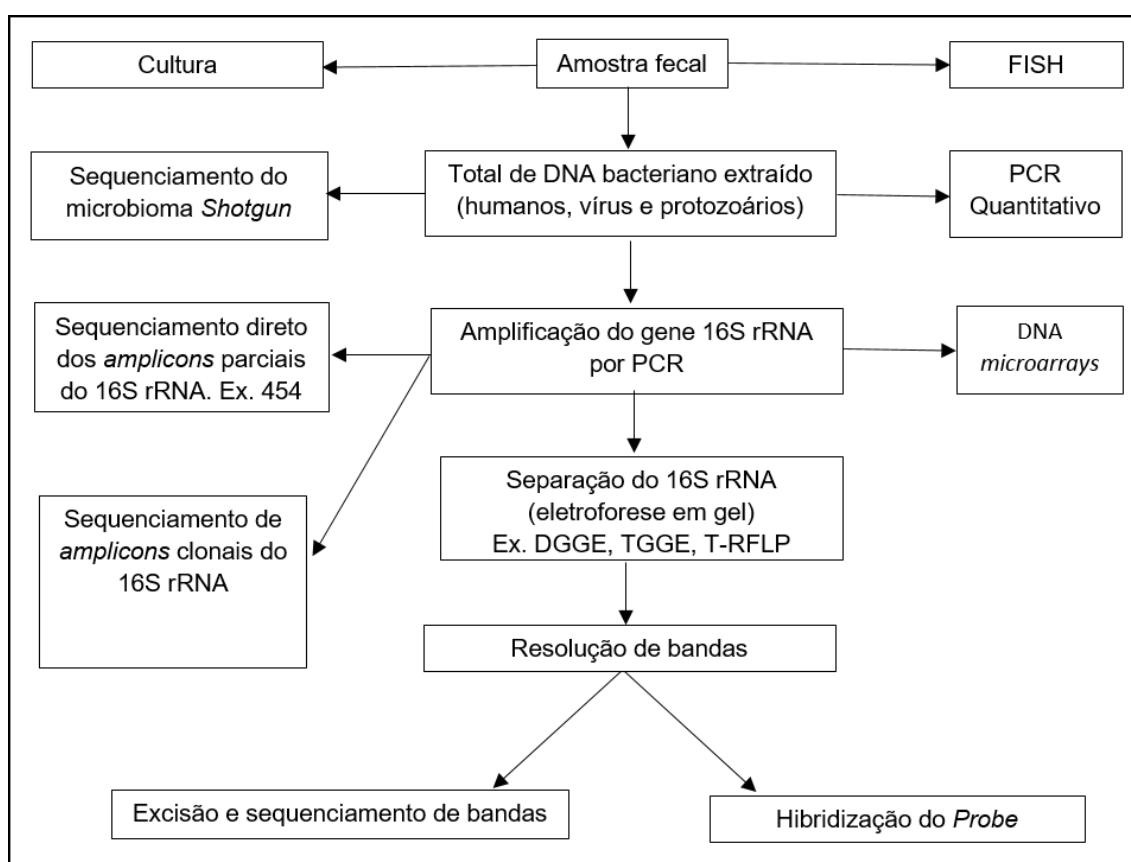 Cultura
Amostra fecal
FISH
Sequenciamento do
microbioma Shotgun
Total de DNA bacteriano extraído
(humanos, vírus e protozoários)
PCR
Quantitativo
Sequenciamento direto
dos amplicons parciais
do 16S rRNA. Ex. 454
Amplificação do gene 16S rRNA
por PCR
DNA
microarrays
Sequenciamento de
amplicons clonais do
16S rRNA
Separação do 16S rRNA
(eletroforese em gel)
Ex. DGGE, TGGE, T-RFLP
Resolução de bandas
Excisão e sequenciamento de bandas
Hibridização do Probe